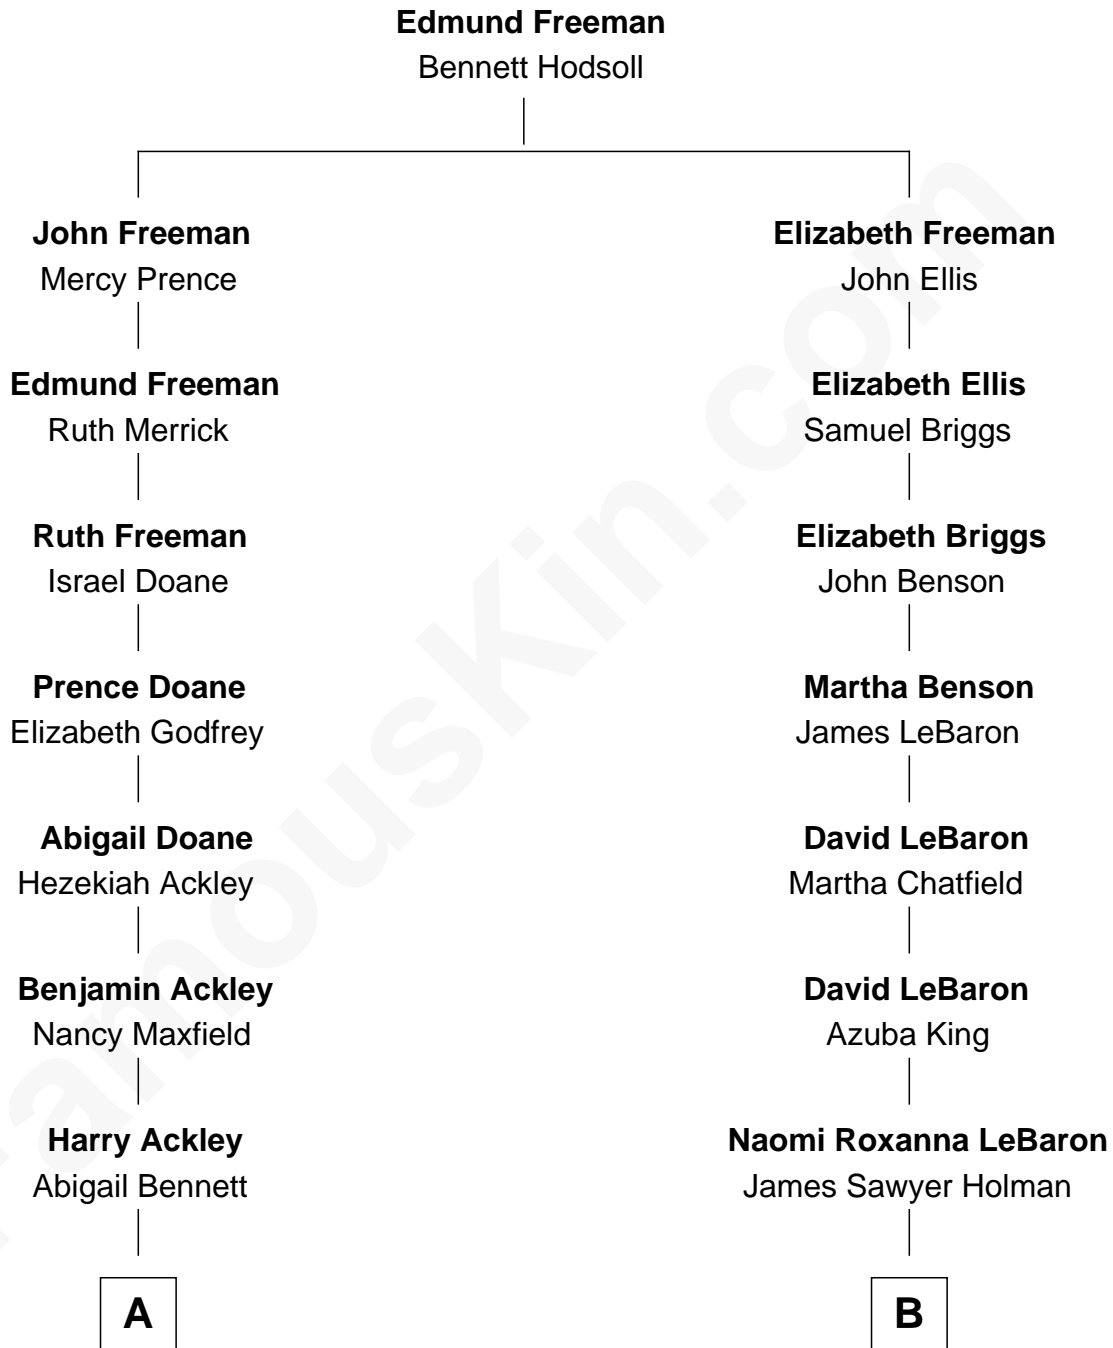 Edmund Freeman
Bennett Hodsoll
John Freeman
Mercy Prence
Elizabeth Freeman
John Ellis
Edmund Freeman
Ruth Merrick
Elizabeth Ellis
Samuel Briggs
Ruth Freeman
Israel Doane
Elizabeth Briggs
John Benson
Prence Doane
Elizabeth Godfrey
Martha Benson
James LeBaron
Abigail Doane
Hezekiah Ackley
David LeBaron
Martha Chatfield
Benjamin Ackley
Nancy Maxfield
David LeBaron
Azuba King
Harry Ackley
Abigail Bennett
Naomi Roxanna LeBaron
James Sawyer Holman
A
B
FamousKin.com